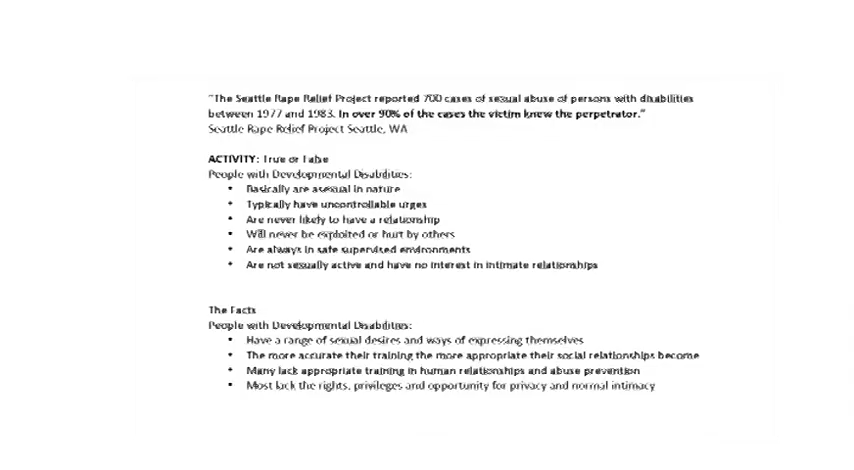 "The Seattle Rape Relief Project reported 700 cases of sexual abuse of persons with disabilities
between 1977 and 1983. In over 90% of the cases the victim knew the perpetrator."
Seattle Rape Relief Project Seattle, WA
ACTIVITY: True or False
People with Developmental Disabilities:
• Basically are asexual in nature
• Typically have uncontrollable urges
• Are never likely to have a relationship
• Will never be exploited or hurt by others
• Are always in safe supervised environments
• Are not sexually active and have no interest in intimate relationships
The Facts
People with Developmental Disabilities:
• Have a range of sexual desires and ways of expressing themselves
• The more accurate their training the more appropriate their social relationships become
• Many lack appropriate training in human relationships and abuse prevention
• Most lack the rights, privileges and opportunity for privacy and normal intimacy